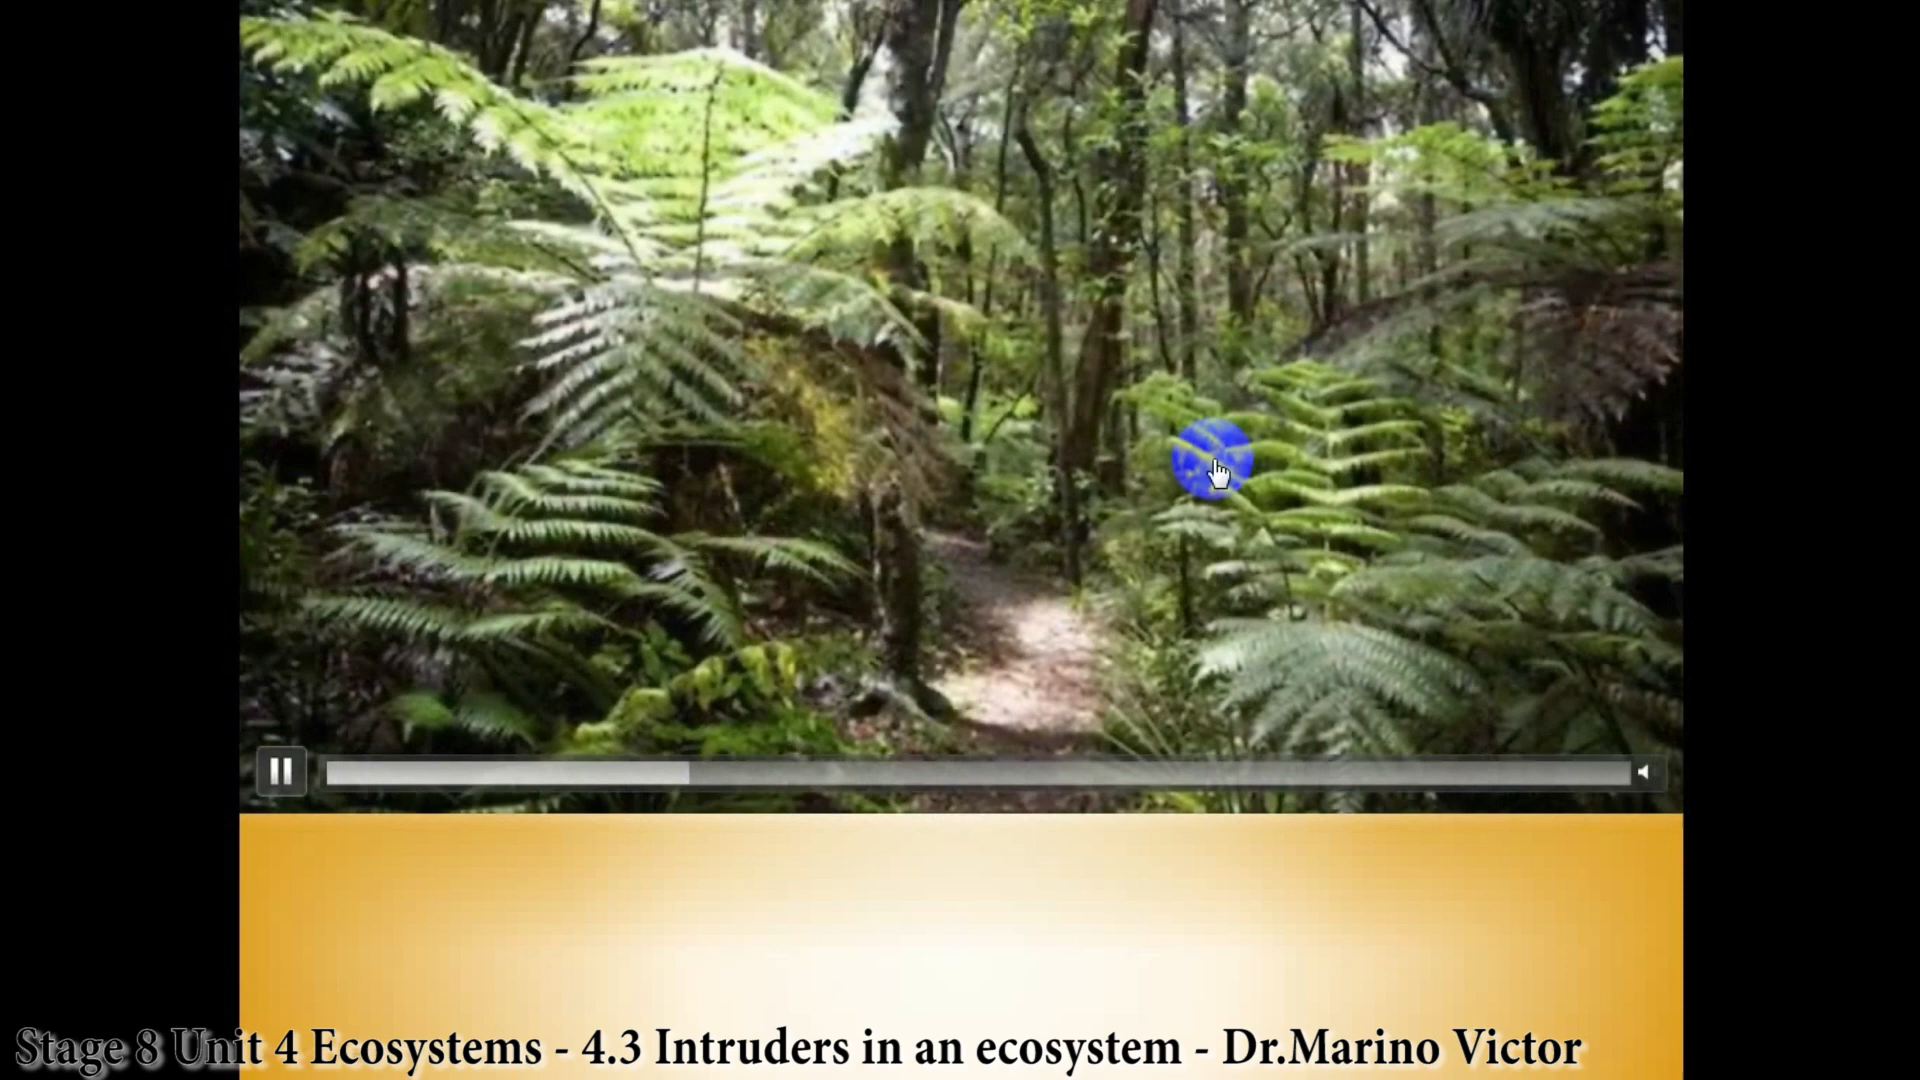 Stage 8 Unit 4 Ecosystems - 4.3 Intruders in an ecosystem - Dr.Marino Victor